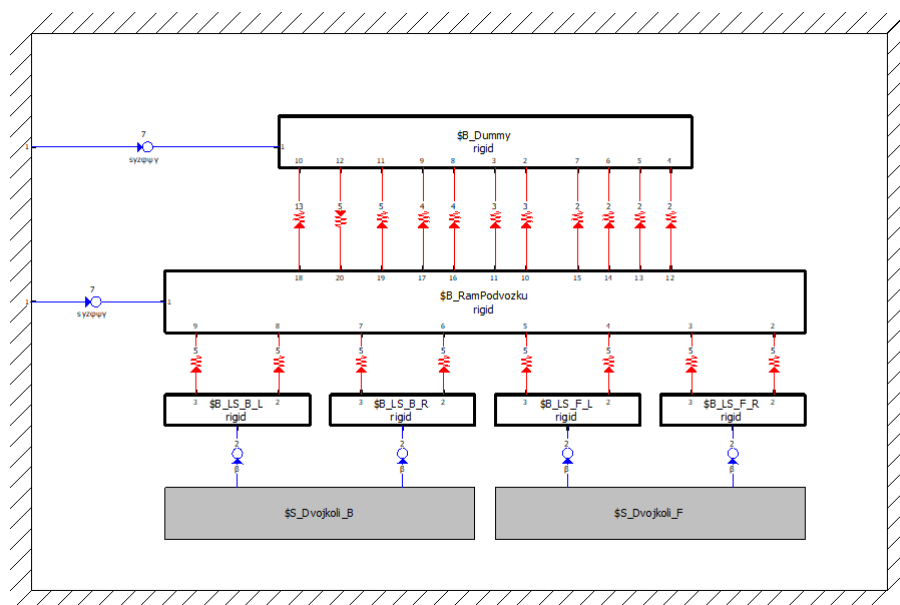 7
$B_Dummy
1
1
rigid
syzφψγ
10 12 11 9 8 3 2 7 6 5 4
13 5 5 4 4 3 3 2 2 2 2
18 20 19 17 16 11 10 15 14 13 12
7
$B_RamPodvozku
1
1
rigid
syzφψγ
9 8 7 6 5 4 3 2
5 5 5 5 5 5 5 5
3 $B_LS_B_L 2 3 $B_LS_B_R 2 3 $B_LS_F_L 2 3 $B_LS_F_R 2
rigid rigid rigid rigid
2 2 2 2
β β β β
$S_Dvojkoli_B $S_Dvojkoli_F